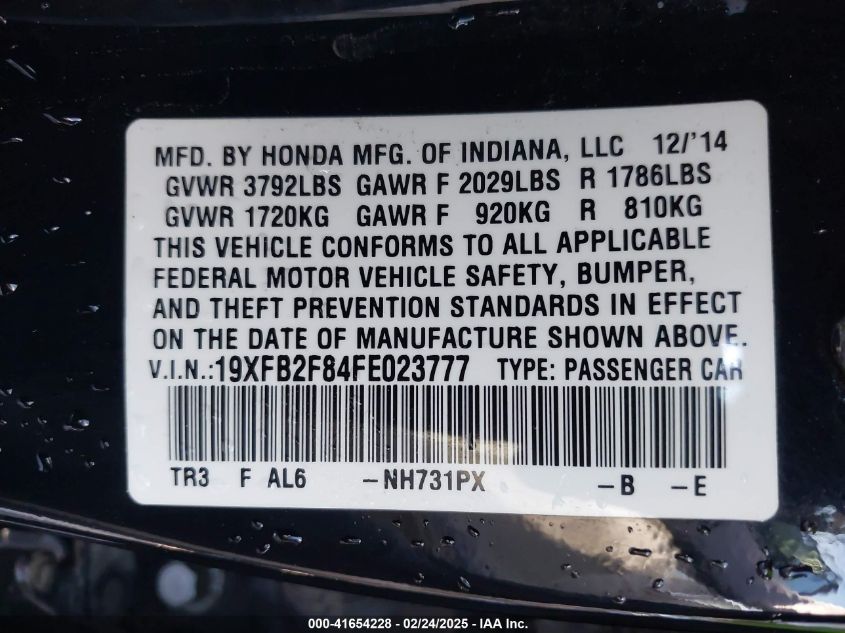 MFD. BY HONDA MFG. OF INDIANA, LLC 12/'14
GVWR 3792LBS GAWR F 2029LBS R 1786LBS
GVWR 1720KG GAWR F 920KG R 810KG
THIS VEHICLE CONFORMS TO ALL APPLICABLE
FEDERAL MOTOR VEHICLE SAFETY, BUMPER,
AND THEFT PREVENTION STANDARDS IN EFFECT
ON THE DATE OF MANUFACTURE SHOWN ABOVE.
V.I.N.:19XFB2F84FE023777 TYPE: PASSENGER CAR
TR3 F AL6 –NH731PX –B –E
000-41654228 - 02/24/2025 - IAA Inc.